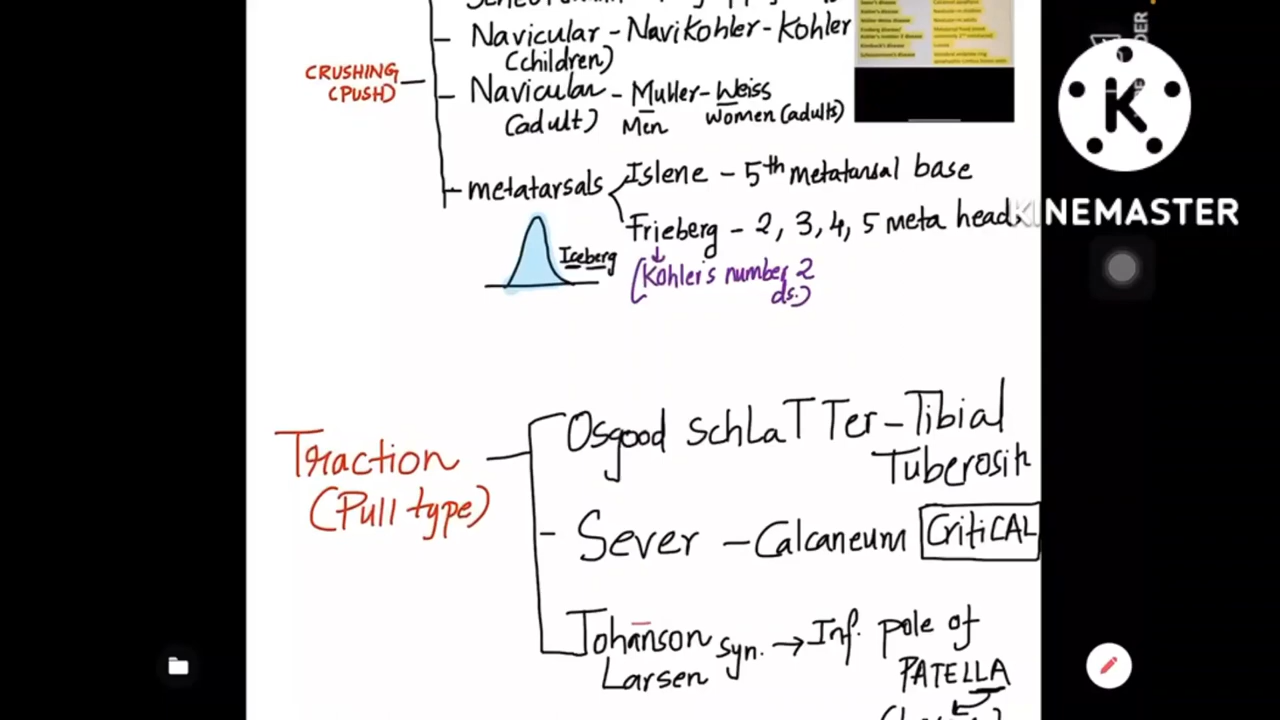 Navicular - Navikohler - Kohler
(children)
CRUSHING
(PUSH)
Navicular - Muller - Weiss
(adult) Men women (adults)
metatarsals
Islene - 5th metatarsal base
Frieberg - 2, 3, 4, 5 meta head
Iceberg
(Kohler's number 2
ds.)
Traction
(Pull type)
Osgood SchLaTTer - Tibial
Tuberosit
Sever - Calcaneum CritiCAL
Johanson syn. → Inf. pole of
Larsen PATELLA
K
KINEMASTER